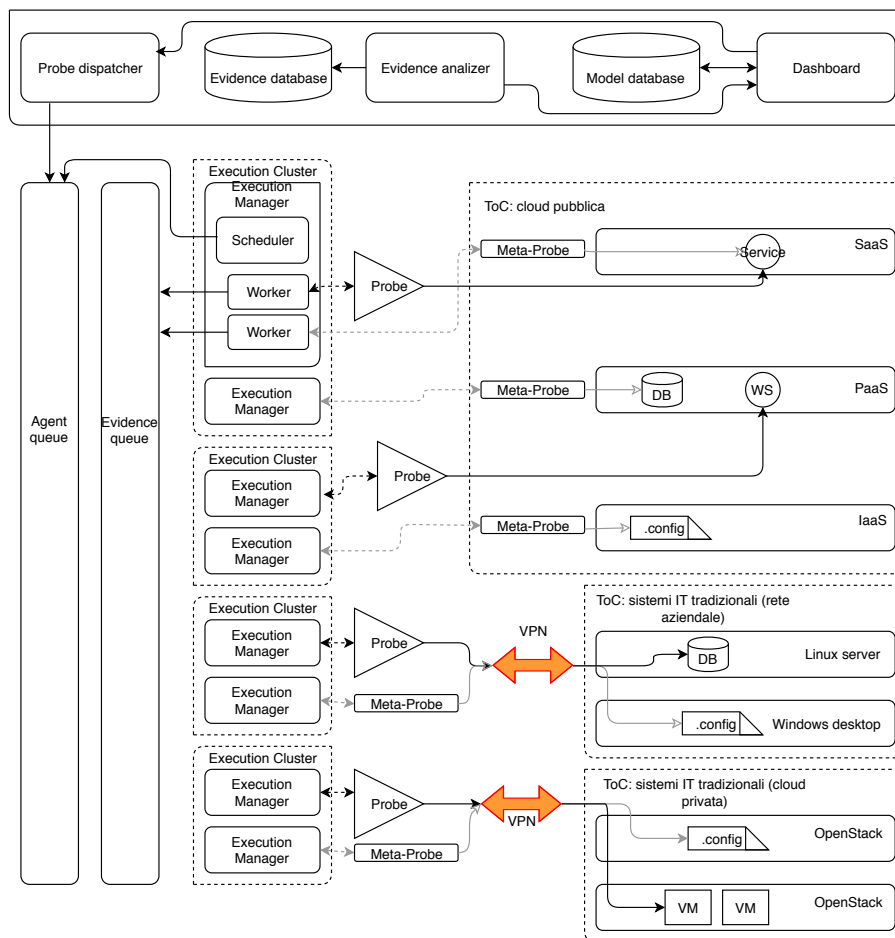 Probe dispatcher
Evidence database
Evidence analizer
Model database
Dashboard
Agent
queue
Evidence
queue
Execution Cluster
Execution
Manager
Scheduler
Worker
Worker
Execution
Manager
Probe
ToC: cloud pubblica
Meta-Probe
Service
SaaS
Meta-Probe
DB
WS
PaaS
Execution Cluster
Execution
Manager
Execution
Manager
Probe
Meta-Probe
.config
IaaS
Execution Cluster
Execution
Manager
Execution
Manager
Probe
Meta-Probe
VPN
ToC: sistemi IT tradizionali (rete
aziendale)
DB
Linux server
.config
Windows desktop
Execution Cluster
Execution
Manager
Execution
Manager
Probe
Meta-Probe
VPN
ToC: sistemi IT tradizionali (cloud
privata)
.config
OpenStack
VM
VM
OpenStack